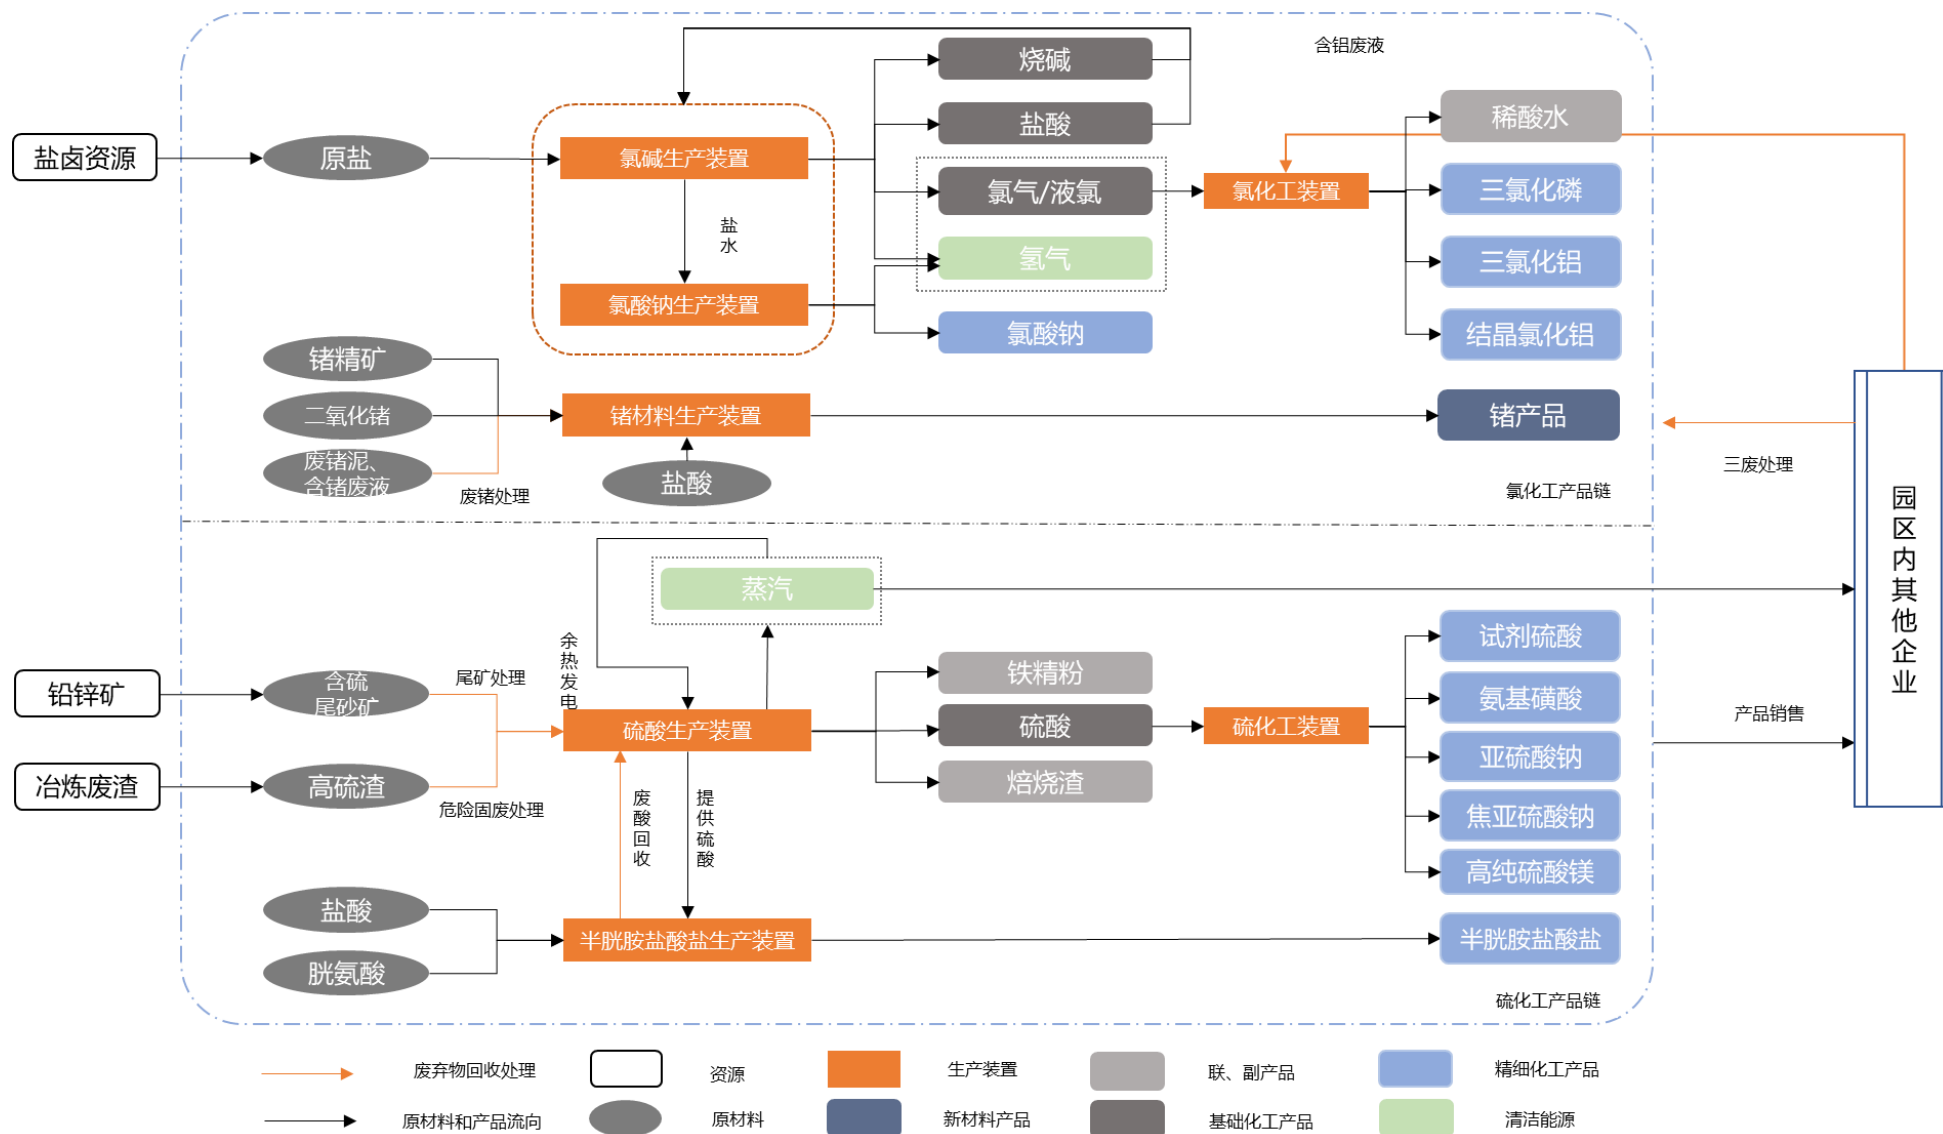 含铝废液
烧碱
盐酸
稀酸水
盐卤资源
原盐
氯碱生产装置
氯气/液氯
氯化工装置
三氯化磷
盐
水
氢气
三氯化铝
氯酸钠生产装置
氯酸钠
结晶氯化铝
锗精矿
二氧化锗
锗材料生产装置
锗产品
废锗泥、
含锗废液
废锗处理
盐酸
氯化工产品链
三废处理
园
区
内
其
他
企
业
蒸汽
余
热
发
电
试剂硫酸
铅锌矿
含硫
尾砂矿
尾矿处理
铁精粉
氨基磺酸
硫酸生产装置
硫酸
硫化工装置
产品销售
亚硫酸钠
冶炼废渣
高硫渣
危险固废处理
焙烧渣
废
酸
回
收
提
供
硫
酸
焦亚硫酸钠
高纯硫酸镁
盐酸
胱氨酸
半胱胺盐酸盐生产装置
半胱胺盐酸盐
硫化工产品链
废弃物回收处理
资源
生产装置
联、副产品
精细化工产品
原材料和产品流向
原材料
新材料产品
基础化工产品
清洁能源